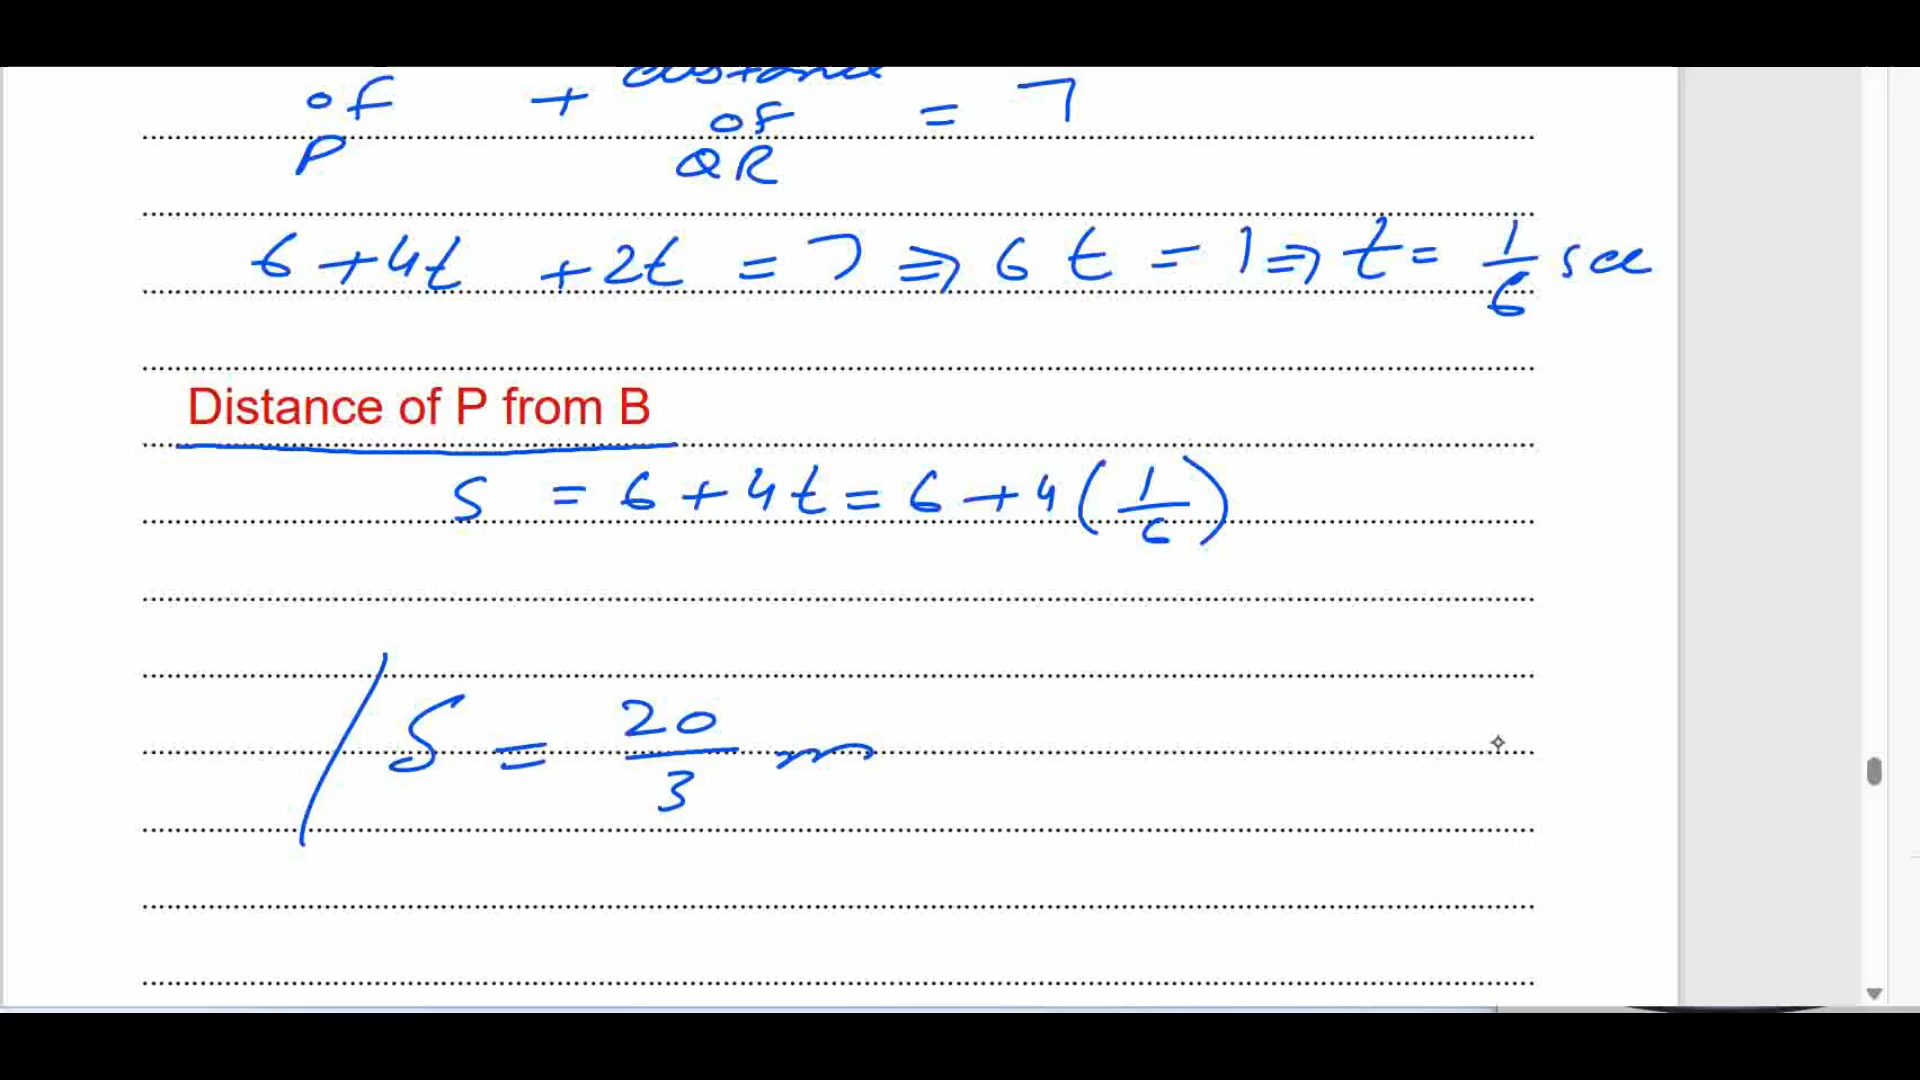 distance
of + of = 7
P QR
6 + 4t + 2t = 7 ⇒ 6t = 1 ⇒ t = 1/6 sec
Distance of P from B
S = 6 + 4t = 6 + 4(1/6)
S = 20/3 m